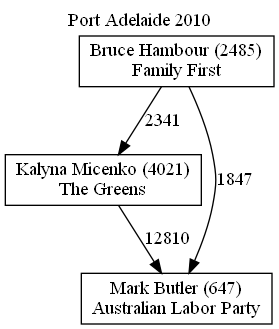 Port Adelaide 2010
Bruce Hambour (2485)
Family First
2341
Kalyna Micenko (4021)
The Greens
1847
12810
Mark Butler (647)
Australian Labor Party